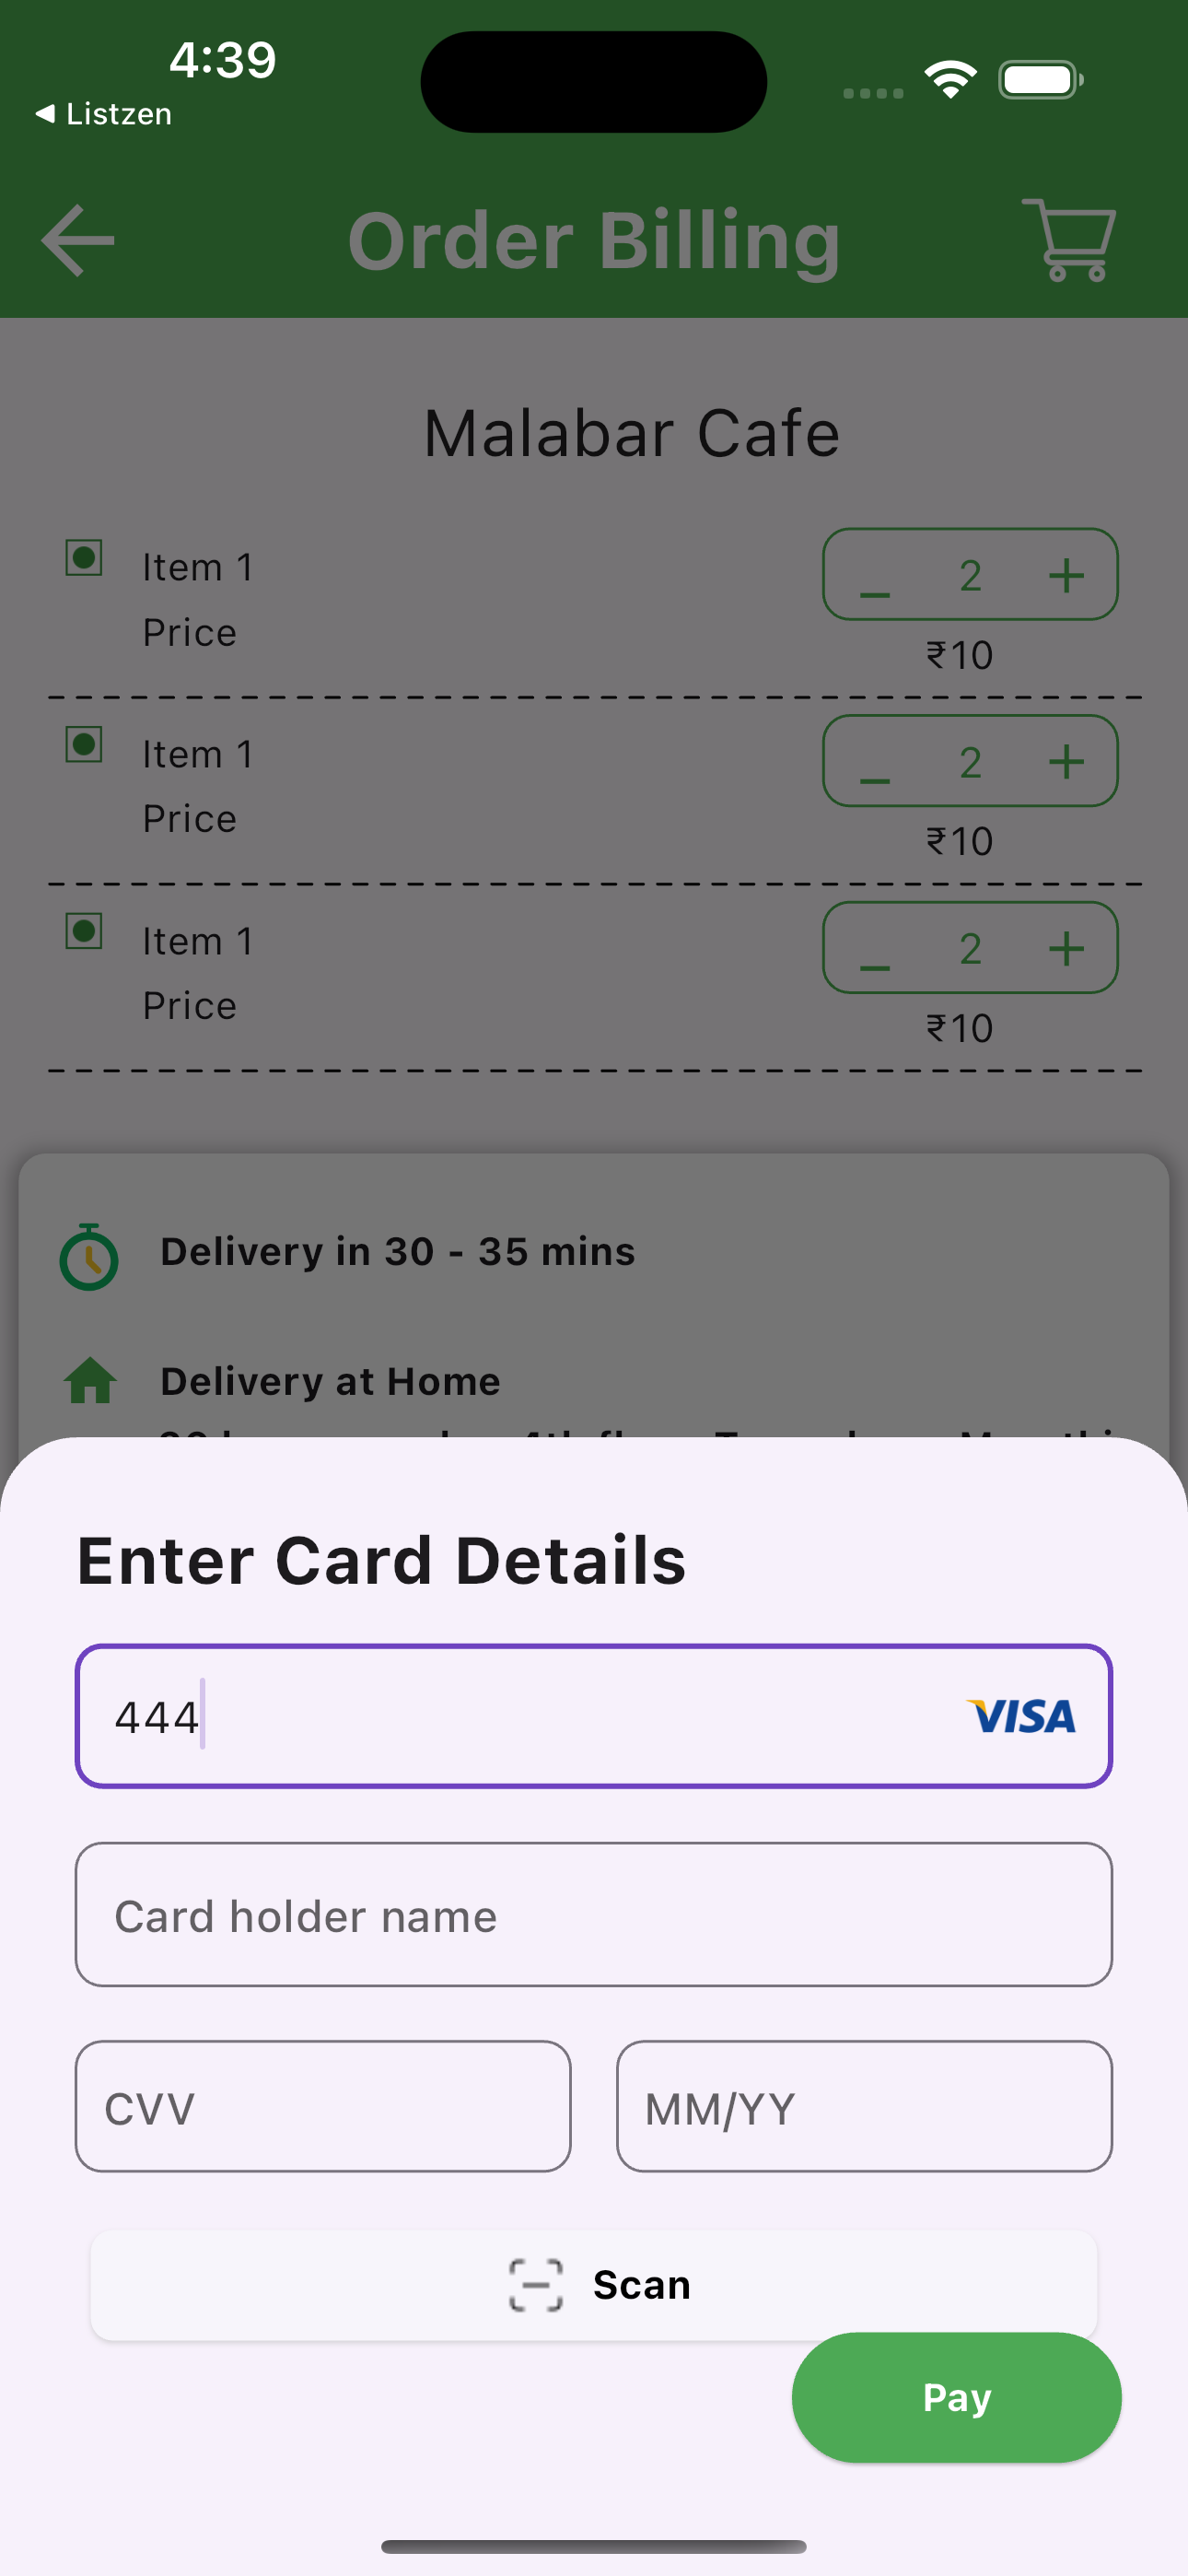 4:39
◀ Listzen
Order Billing
Malabar Cafe
Item 1
2
Price
₹10
Item 1
2
Price
₹10
Item 1
2
Price
₹10
Delivery in 30 - 35 mins
Delivery at Home
Enter Card Details
444
VISA
Card holder name
CVV
MM/YY
Scan
Pay